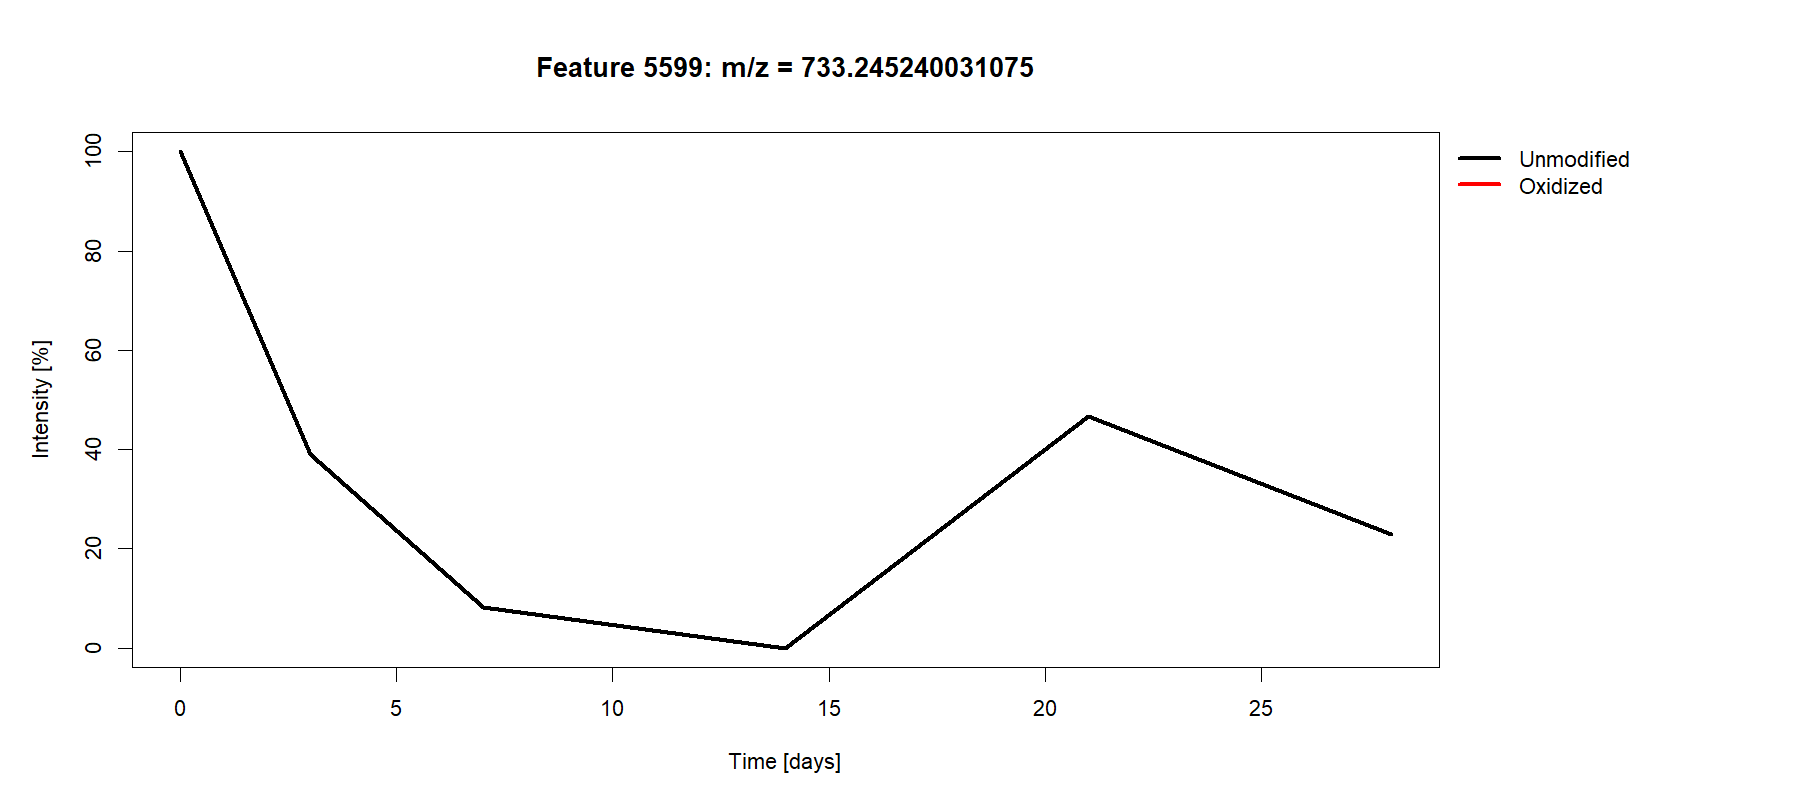 Feature 5599: m/z = 733.245240031075
Unmodified
Oxidized
Intensity [%]
100
80
60
40
20
0
0 5 10 15 20 25
Time [days]